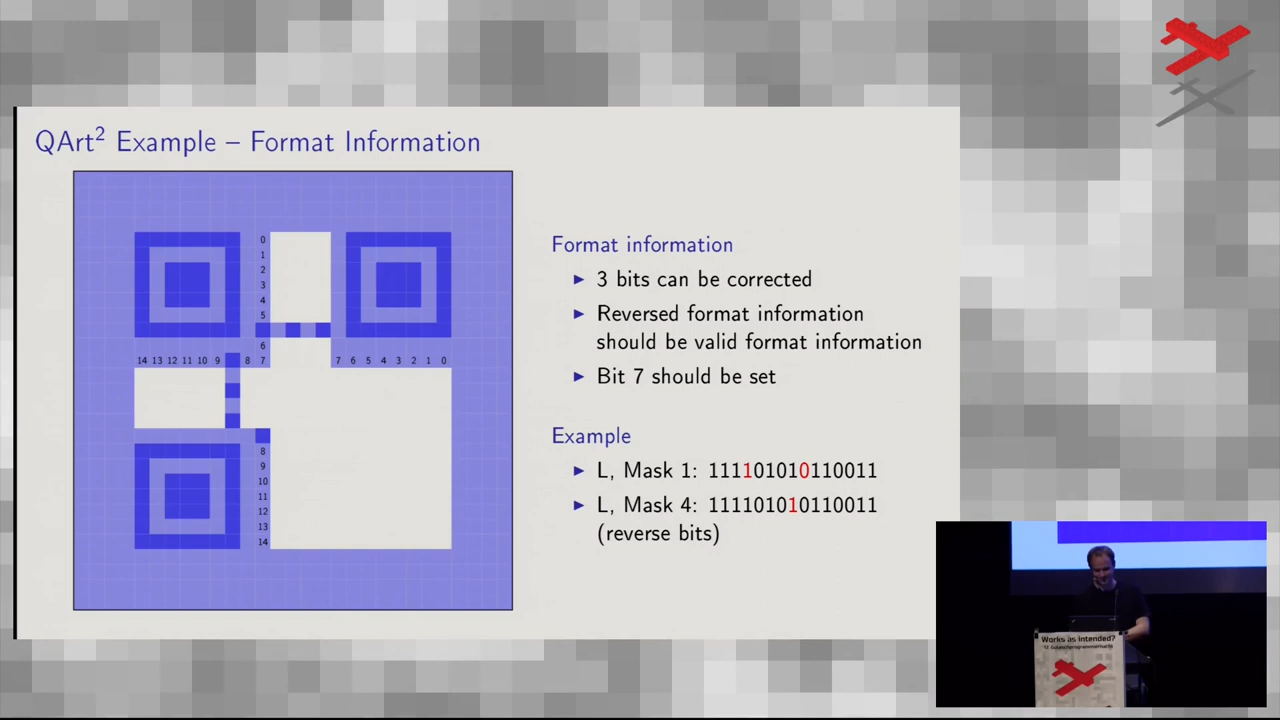 QArt² Example – Format Information
0
1
2
3
4
5
6
14 13 12 11 10 9 8 7
7 6 5 4 3 2 1 0
8
9
10
11
12
13
14
Format information
► 3 bits can be corrected
► Reversed format information
should be valid format information
► Bit 7 should be set
Example
► L, Mask 1: 111101010110011
► L, Mask 4: 111101010110011
(reverse bits)
Works as intended?